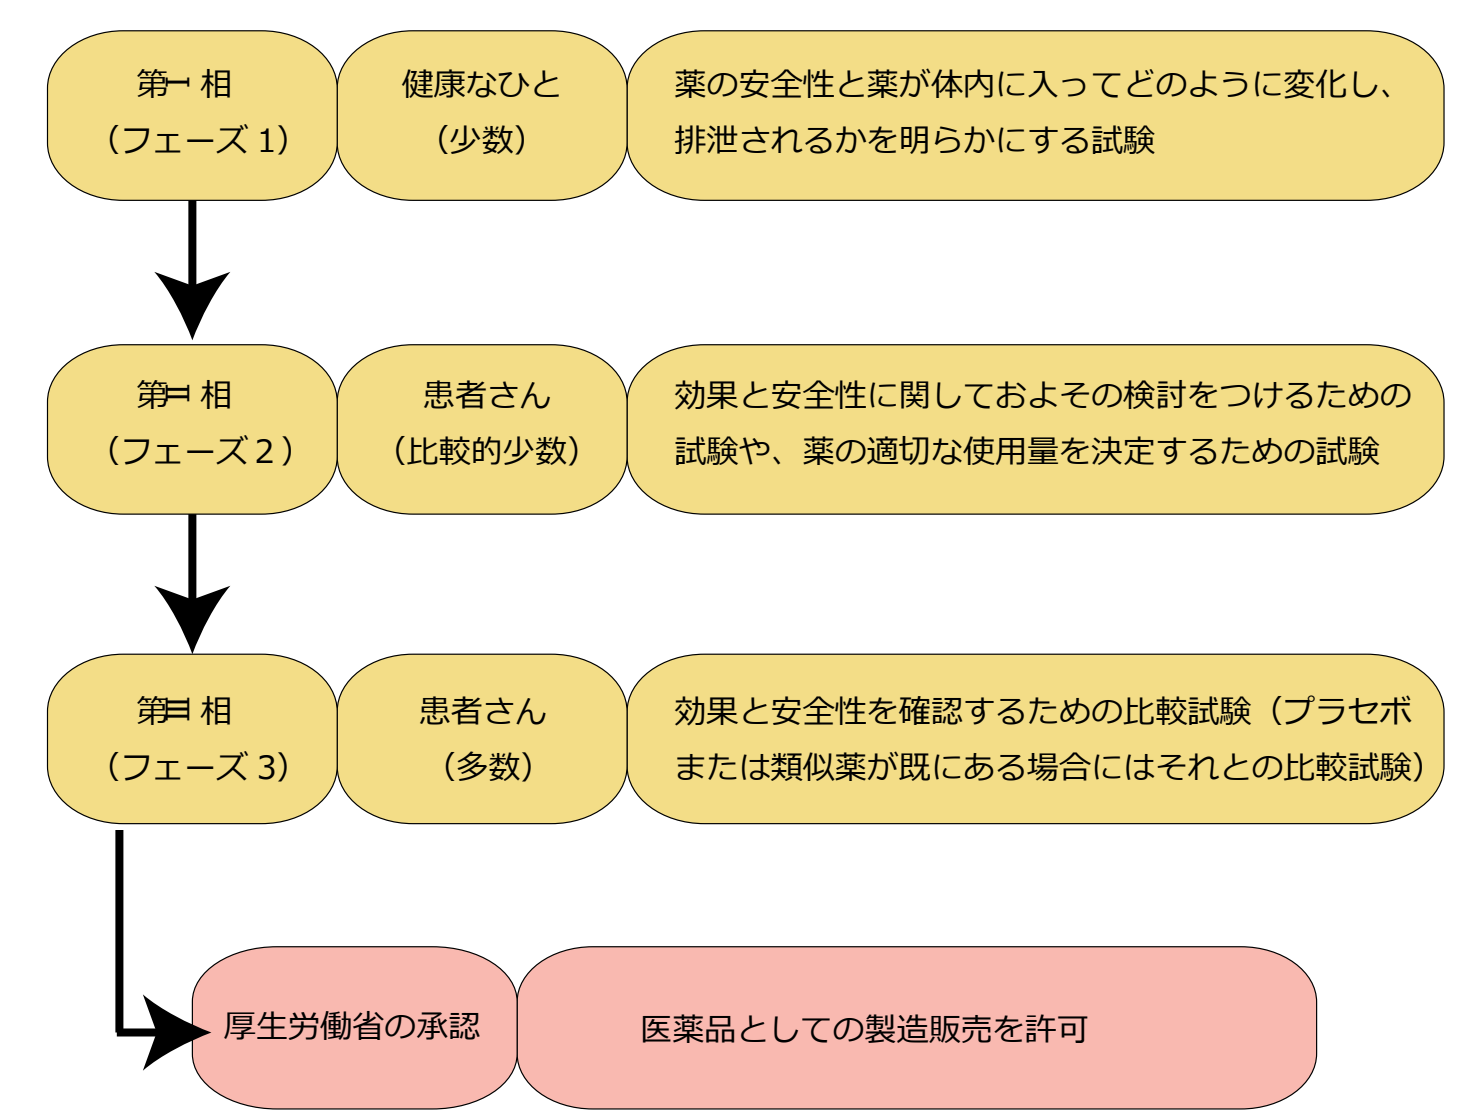 第Ⅰ相
(フェーズ 1)
健康なひと
(少数)
薬の安全性と薬が体内に入ってどのように変化し、
排泄されるかを明らかにする試験
第Ⅱ相
(フェーズ2)
患者さん
(比較的少数)
効果と安全性に関しておよその検討をつけるための
試験や、薬の適切な使用量を決定するための試験
第Ⅲ相
(フェーズ 3)
患者さん
(多数)
効果と安全性を確認するための比較試験(プラセボ
または類似薬が既にある場合にはそれとの比較試験)
厚生労働省の承認
医薬品としての製造販売を許可